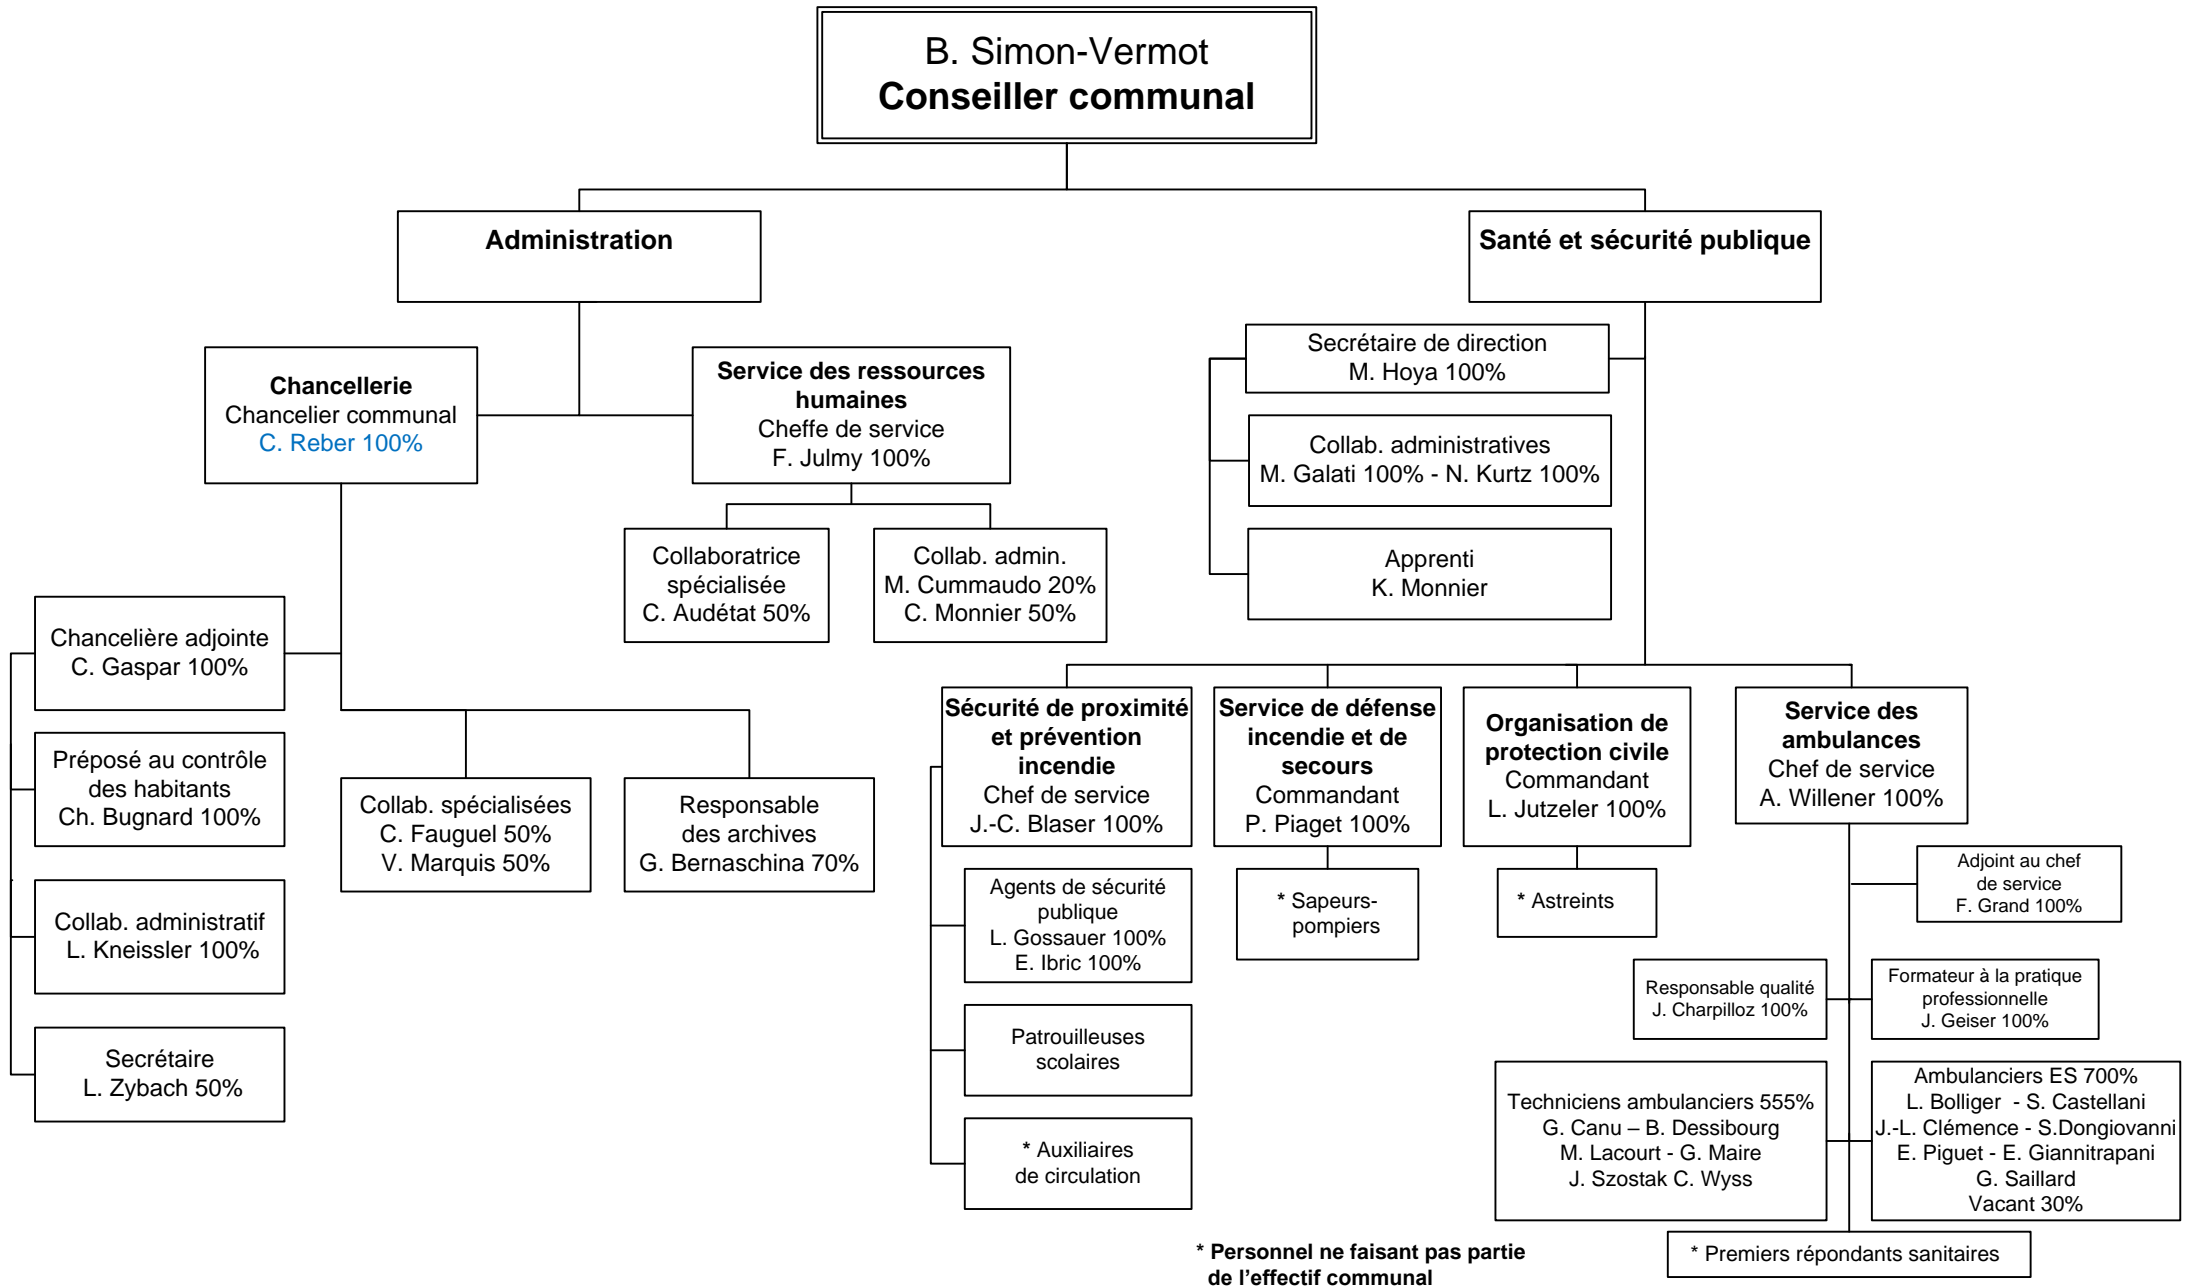 B. Simon-Vermot
Conseiller communal
Administration
Santé et sécurité publique
Chancellerie
Chancelier communal
C. Reber 100%
Service des ressources
humaines
Cheffe de service
F. Julmy 100%
Secrétaire de direction
M. Hoya 100%
Collab. administratives
M. Galati 100% - N. Kurtz 100%
Apprenti
K. Monnier
Collaboratrice
spécialisée
C. Audétat 50%
Collab. admin.
M. Cummaudo 20%
C. Monnier 50%
Chancelière adjointe
C. Gaspar 100%
Préposé au contrôle
des habitants
Ch. Bugnard 100%
Collab. administratif
L. Kneissler 100%
Secrétaire
L. Zybach 50%
Collab. spécialisées
C. Fauguel 50%
V. Marquis 50%
Responsable
des archives
G. Bernaschina 70%
Sécurité de proximité
et prévention
incendie
Chef de service
J.-C. Blaser 100%
Service de défense
incendie et de
secours
Commandant
P. Piaget 100%
Organisation de
protection civile
Commandant
L. Jutzeler 100%
Service des
ambulances
Chef de service
A. Willener 100%
Agents de sécurité
publique
L. Gossauer 100%
E. Ibric 100%
Patrouilleuses
scolaires
* Auxiliaires
de circulation
* Sapeurs-
pompiers
* Astreints
Adjoint au chef
de service
F. Grand 100%
Responsable qualité
J. Charpilloz 100%
Formateur à la pratique
professionnelle
J. Geiser 100%
Techniciens ambulanciers 555%
G. Canu – B. Dessibourg
M. Lacourt - G. Maire
J. Szostak C. Wyss
Ambulanciers ES 700%
L. Bolliger  - S. Castellani
J.-L. Clémence - S.Dongiovanni
E. Piguet - E. Giannitrapani
G. Saillard
Vacant 30%
* Premiers répondants sanitaires
* Personnel ne faisant pas partie
de l'effectif communal